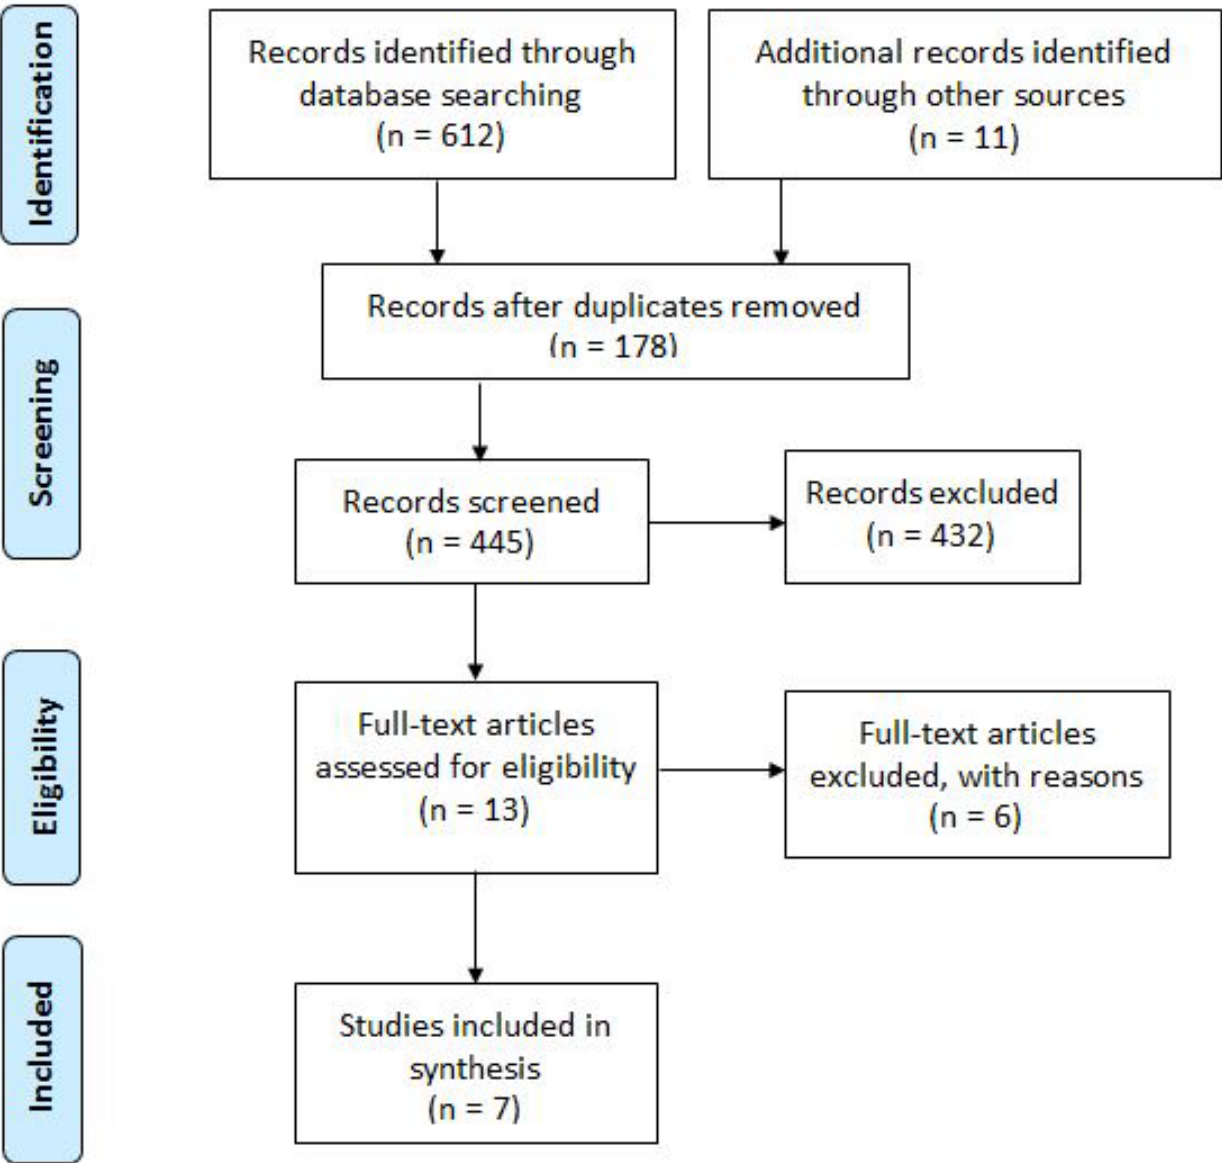 Identification
Records identified through
database searching
(n = 612)
Additional records identified
through other sources
(n = 11)
Records after duplicates removed
(n = 178)
Screening
Records screened
(n = 445)
Records excluded
(n = 432)
Eligibility
Full-text articles
assessed for eligibility
(n = 13)
Full-text articles
excluded, with reasons
(n = 6)
Included
Studies included in
synthesis
(n = 7)